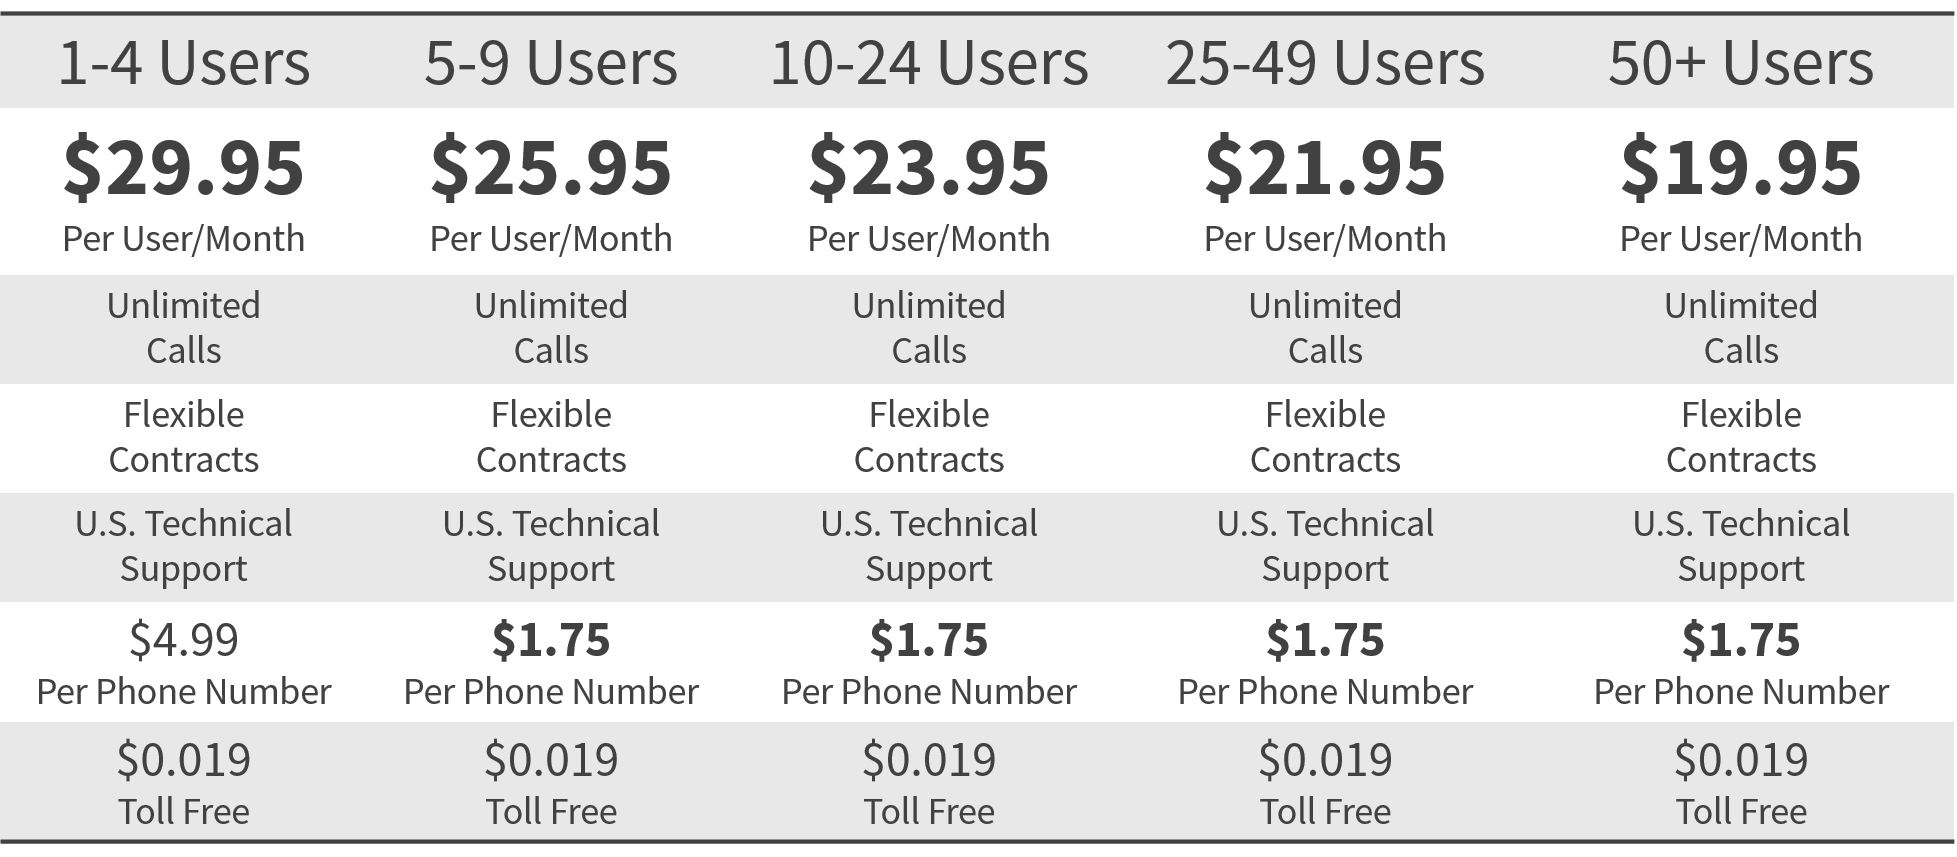 1-4 Users 5-9 Users 10-24 Users 25-49 Users 50+ Users
$29.95 $25.95 $23.95 $21.95 $19.95
Per User/Month Per User/Month Per User/Month Per User/Month Per User/Month
Unlimited Unlimited Unlimited Unlimited Unlimited
Calls Calls Calls Calls Calls
Flexible Flexible Flexible Flexible Flexible
Contracts Contracts Contracts Contracts Contracts
U.S. Technical U.S. Technical U.S. Technical U.S. Technical U.S. Technical
Support Support Support Support Support
$4.99 $1.75 $1.75 $1.75 $1.75
Per Phone Number Per Phone Number Per Phone Number Per Phone Number Per Phone Number
$0.019 $0.019 $0.019 $0.019 $0.019
Toll Free Toll Free Toll Free Toll Free Toll Free